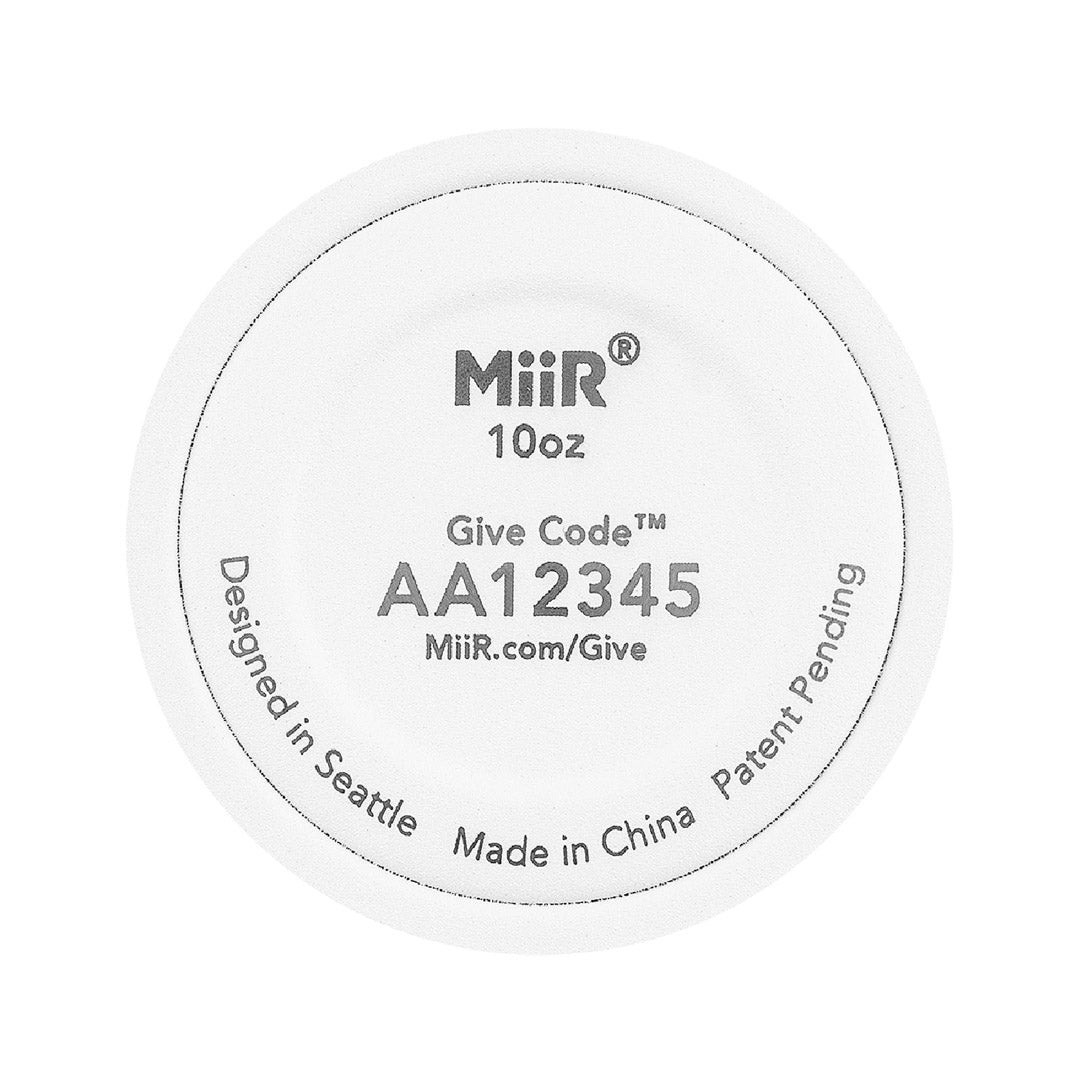 MiiR®
10oz
Give Code™
AA12345
MiiR.com/Give
Designed in Seattle Made in China Patent Pending